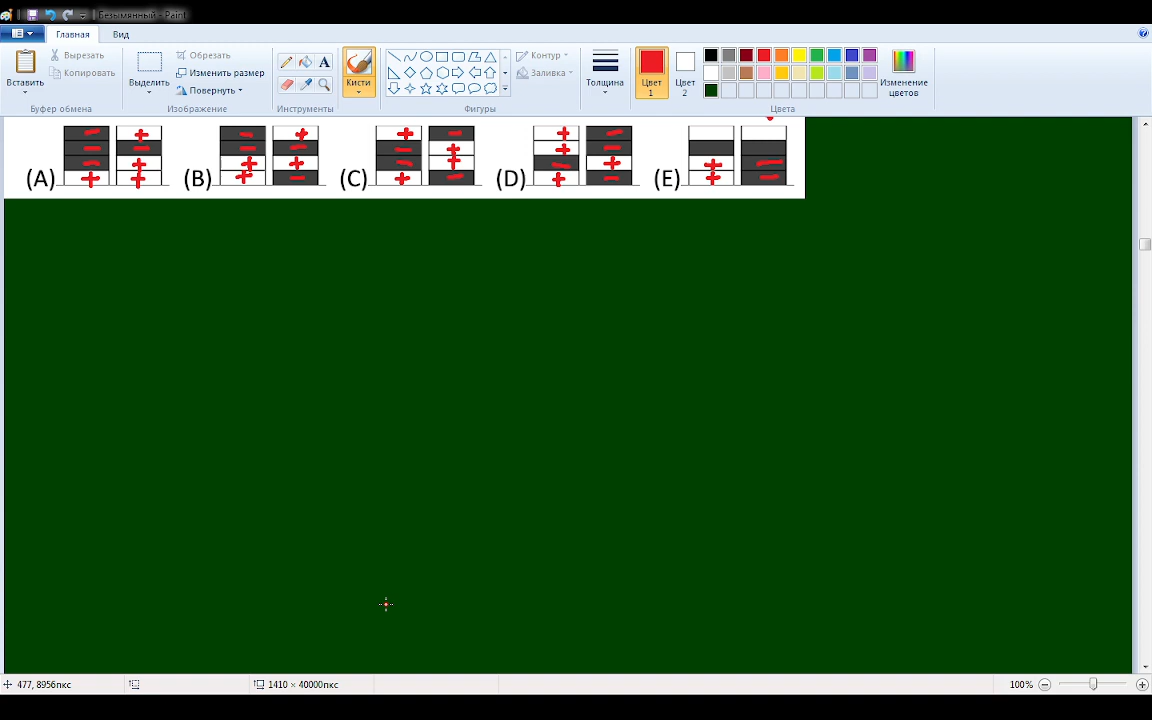 Безымянный - Paint
Главная Вид
Вставить
Буфер обмена
Вырезать
Копировать
Выделить
Обрезать
Изменить размер
Повернуть
Изображение
A
Инструменты
Кисти
Контур
Заливка
Фигуры
Толщина
Цвет 1
Цвет 2
Изменение цветов
Цвета
(A) (B) (C) (D) (E)
477, 8956пкс
1410 × 40000пкс
100%